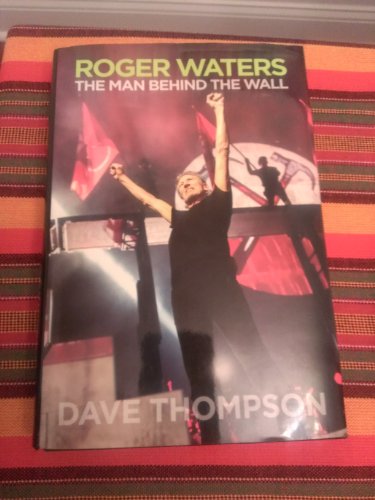 ROGER WATERS
THE MAN BEHIND THE WALL
DAVE THOMPSON